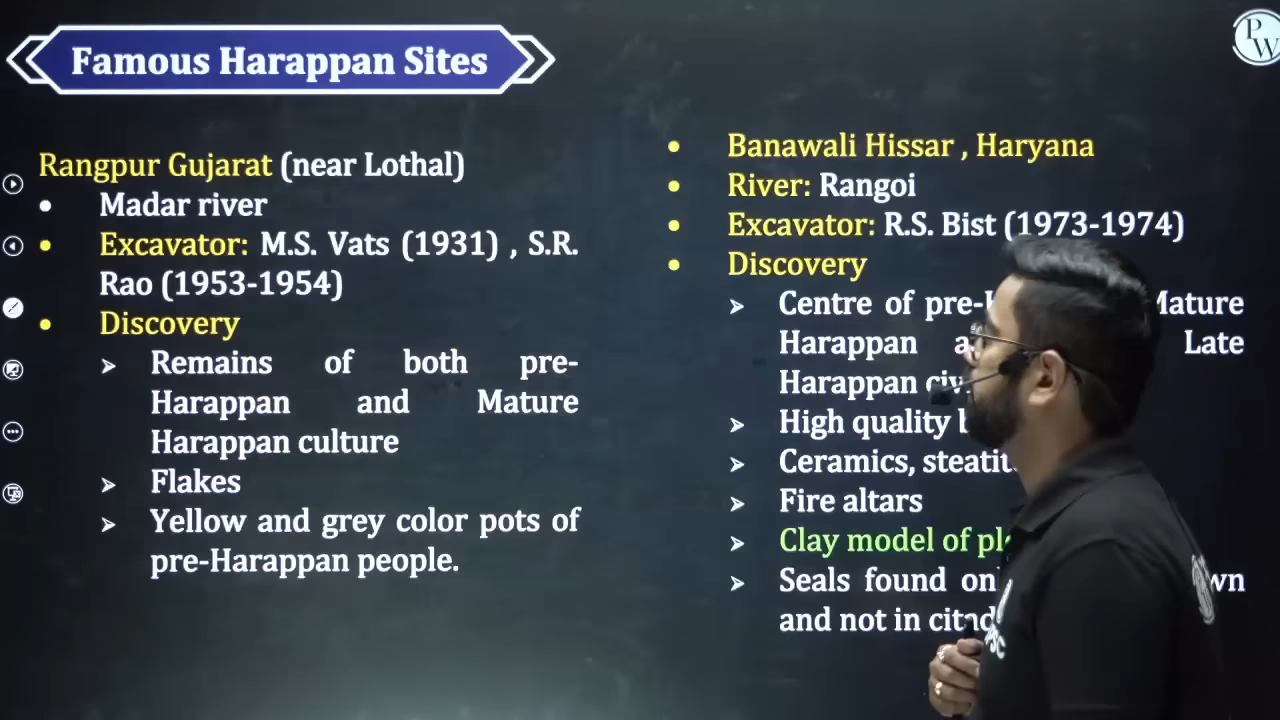 Famous Harappan Sites
PW
Rangpur Gujarat (near Lothal)
• Madar river
• Excavator: M.S. Vats (1931) , S.R.
Rao (1953-1954)
• Discovery
➢ Remains of both pre-
Harappan and Mature
Harappan culture
➢ Flakes
➢ Yellow and grey color pots of
pre-Harappan people.
• Banawali Hissar , Haryana
• River: Rangoi
• Excavator: R.S. Bist (1973-1974)
• Discovery
➢ Centre of Mature
Harappan Late
Harappan
➢ High quality
➢ Ceramics,
➢ Fire altars
➢ Clay model of
➢ Seals found
and not in